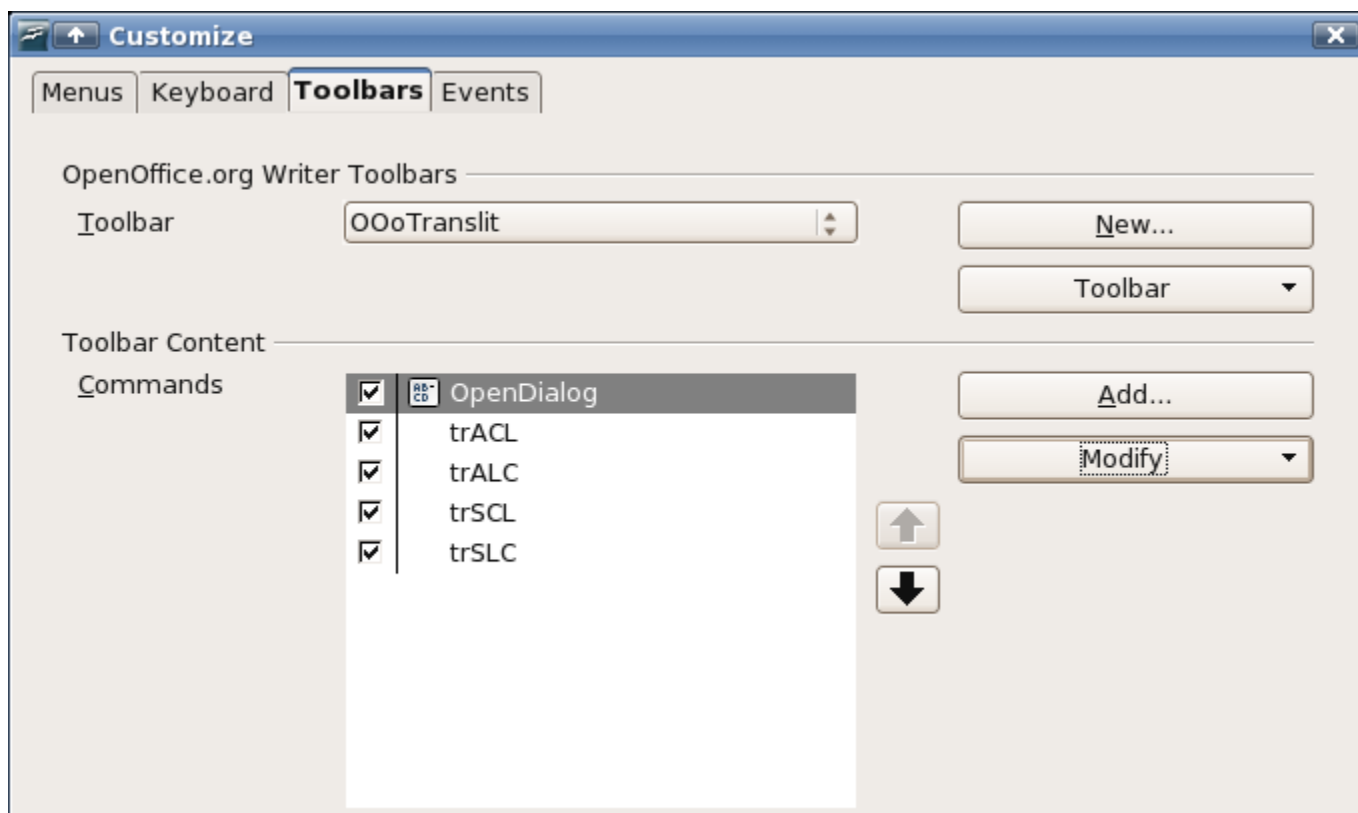 Customize
Menus Keyboard Toolbars Events
OpenOffice.org Writer Toolbars
Toolbar OOoTranslit New...
Toolbar
Toolbar Content
Commands OpenDialog Add...
trACL
trALC Modify
trSCL
trSLC